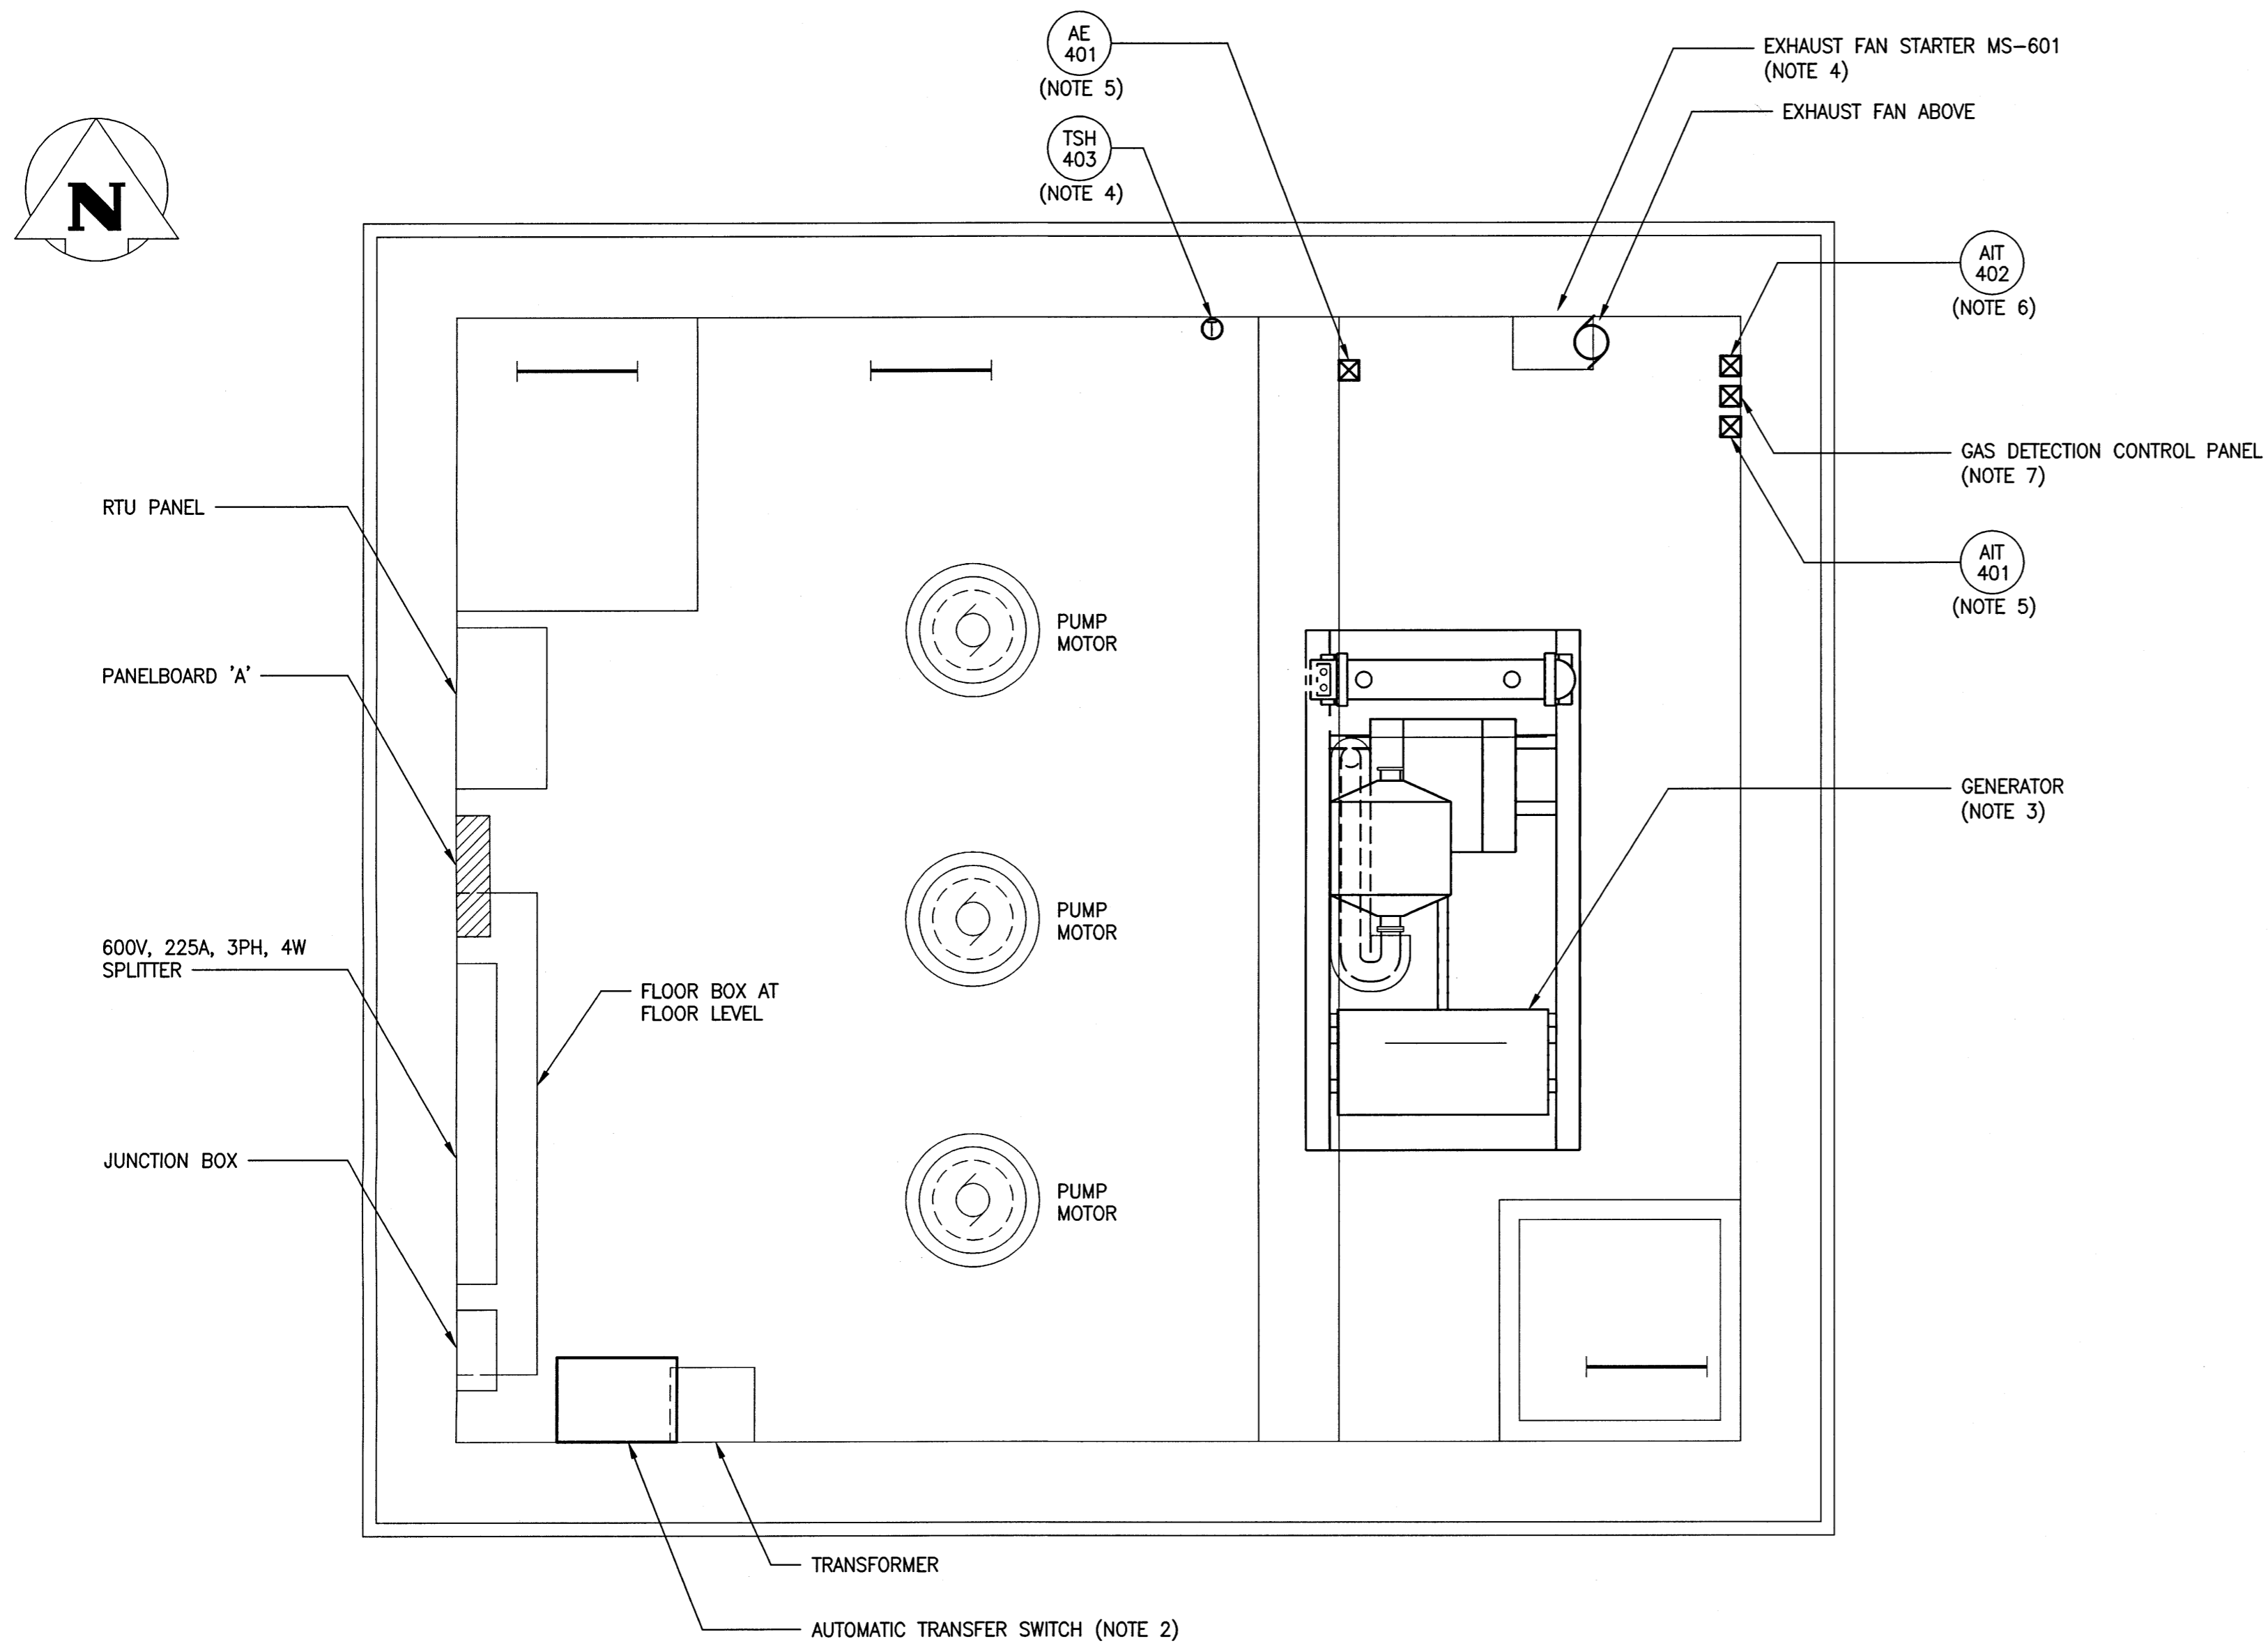 AE
401
(NOTE 5)
EXHAUST FAN STARTER MS-601
(NOTE 4)
EXHAUST FAN ABOVE
TSH
403
(NOTE 4)
N
AIT
402
(NOTE 6)
GAS DETECTION CONTROL PANEL
(NOTE 7)
RTU PANEL
AIT
401
(NOTE 5)
PUMP
MOTOR
PANELBOARD 'A'
GENERATOR
(NOTE 3)
PUMP
MOTOR
600V, 225A, 3PH, 4W
SPLITTER
FLOOR BOX AT
FLOOR LEVEL
JUNCTION BOX
PUMP
MOTOR
TRANSFORMER
AUTOMATIC TRANSFER SWITCH (NOTE 2)